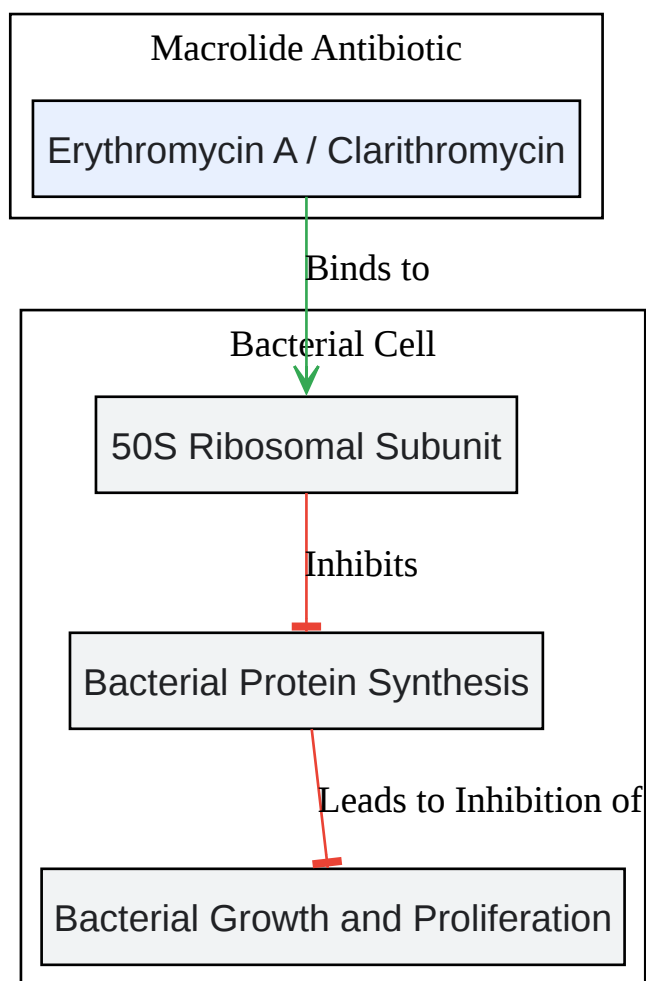 Macrolide Antibiotic
Erythromycin A / Clarithromycin
Binds to
Bacterial Cell
50S Ribosomal Subunit
Inhibits
Bacterial Protein Synthesis
Leads to Inhibition of
Bacterial Growth and Proliferation